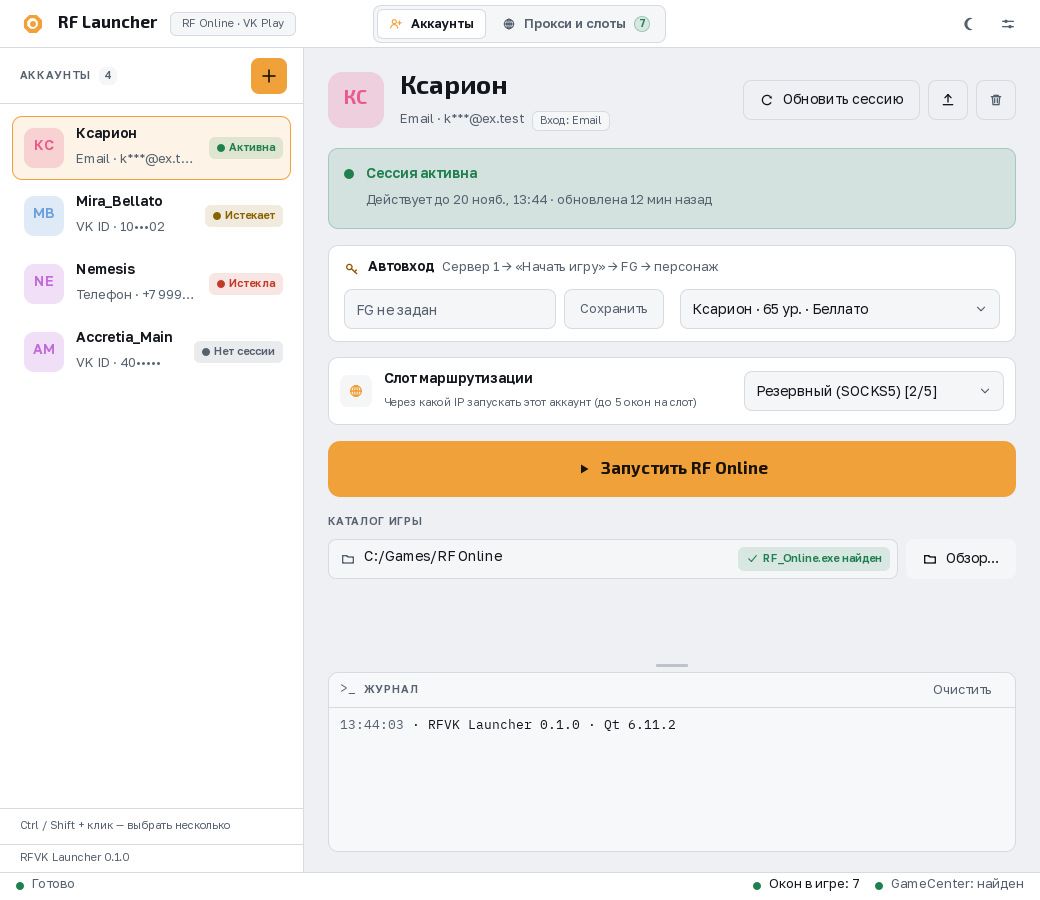 RF Launcher
RF Online · VK Play
Аккаунты
Прокси и слоты 7
АККАУНТЫ 4
КС
Ксарион
Email · k***@ex.t…
Активна
MB
Mira_Bellato
VK ID · 10•••02
Истекает
NE
Nemesis
Телефон · +7 999…
Истекла
AM
Accretia_Main
VK ID · 40•••••
Нет сессии
Ctrl / Shift + клик — выбрать несколько
RFVK Launcher 0.1.0
КС
Ксарион
Email · k***@ex.test
Вход: Email
Обновить сессию
Сессия активна
Действует до 20 нояб., 13:44 · обновлена 12 мин назад
Автовход Сервер 1 → «Начать игру» → FG → персонаж
FG не задан
Сохранить
Ксарион · 65 ур. · Беллато
Слот маршрутизации
Через какой IP запускать этот аккаунт (до 5 окон на слот)
Резервный (SOCKS5) [2/5]
Запустить RF Online
КАТАЛОГ ИГРЫ
C:/Games/RF Online
RF_Online.exe найден
Обзор…
>_ ЖУРНАЛ
Очистить
13:44:03 · RFVK Launcher 0.1.0 · Qt 6.11.2
Готово
Окон в игре: 7
GameCenter: найден